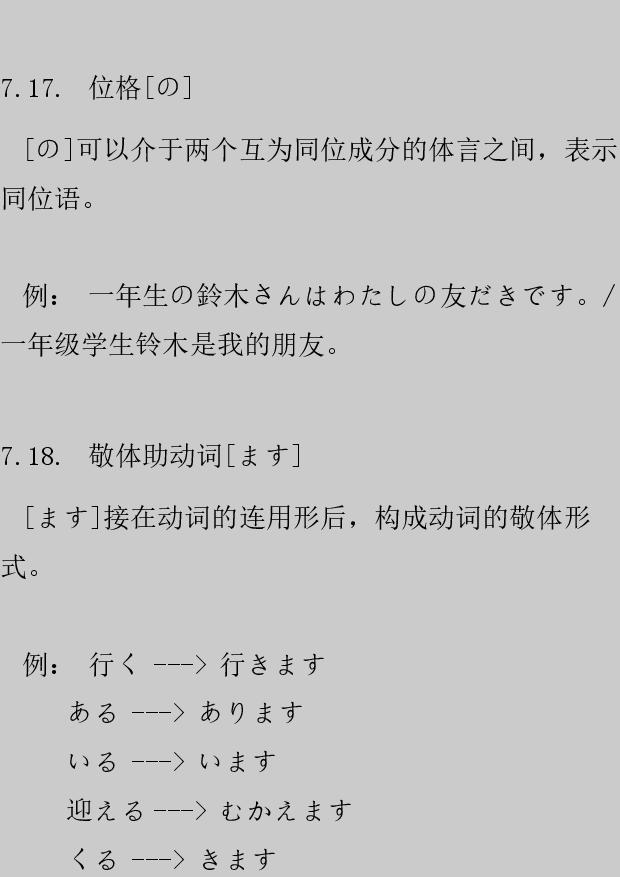 7.17. 位格[の]
[の]可以介于两个互为同位成分的体言之间，表示
同位语。
例： 一年生の鈴木さんはわたしの友だきです。/
一年级学生铃木是我的朋友。
7.18. 敬体助动词[ます]
[ます]接在动词的连用形后，构成动词的敬体形
式。
例： 行く ---> 行きます
ある ---> あります
いる ---> います
迎える ---> むかえます
くる ---> きます